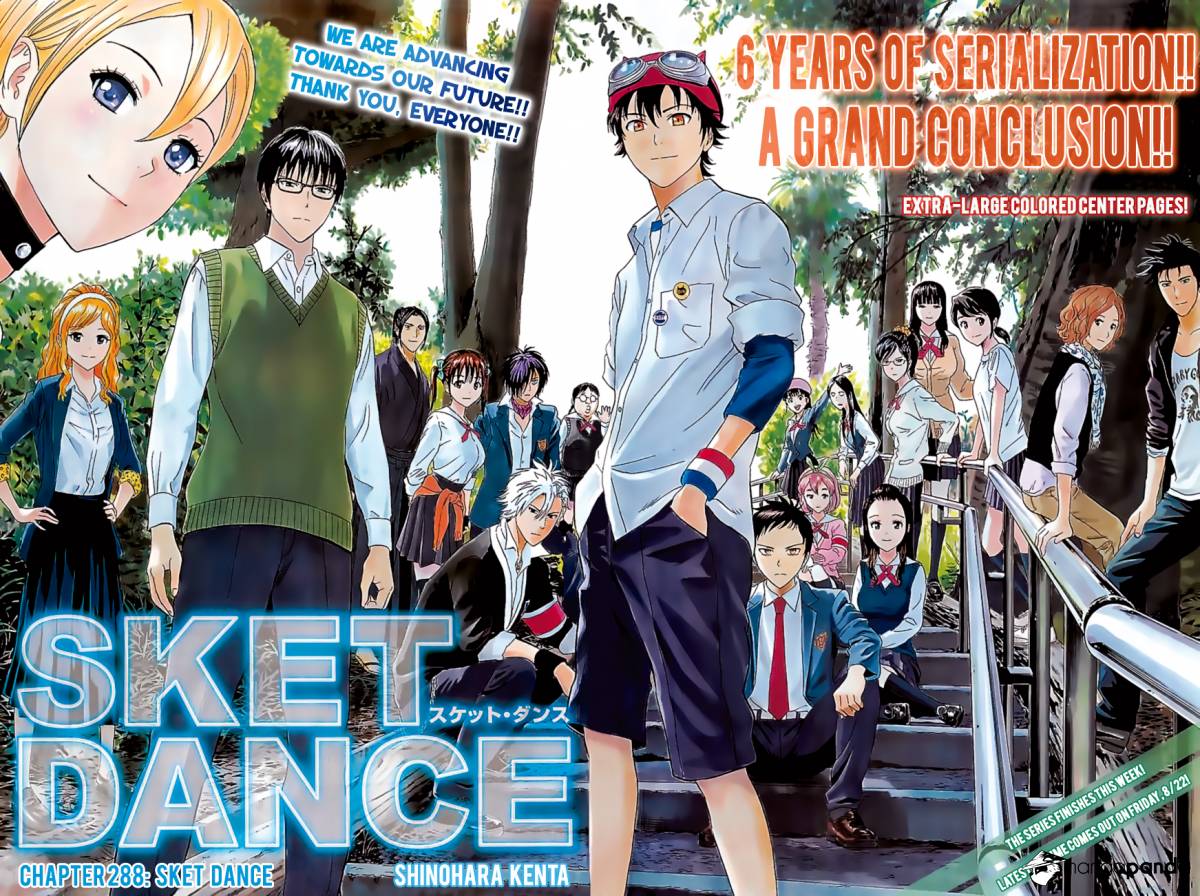 WE ARE ADVANCING
TOWARDS OUR FUTURE!!
THANK YOU, EVERYONE!!
6 YEARS OF SERIALIZATION!!
A GRAND CONCLUSION!!
EXTRA-LARGE COLORED CENTER PAGES!
SKET
スケット・ダンス
DANCE
CHAPTER 288: SKET DANCE
SHINOHARA KENTA
THE SERIES FINISHES THIS WEEK!
LATEST COMES OUT ON FRIDAY, 8/22!